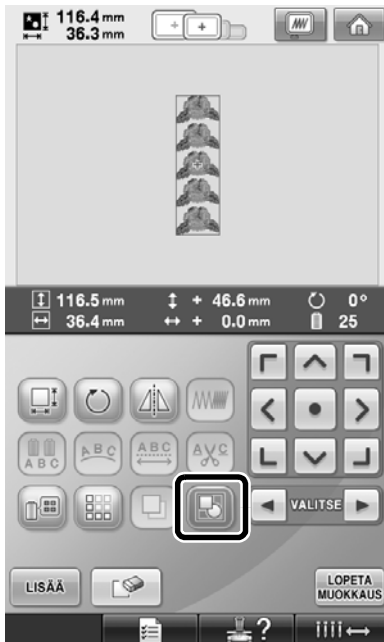 116.4 mm
36.3 mm
116.5 mm + 46.6 mm 0°
36.4 mm + 0.0 mm 25
A B C A B C A B C A C
VALITSE
LISÄÄ
LOPETA
MUOKKAUS
?